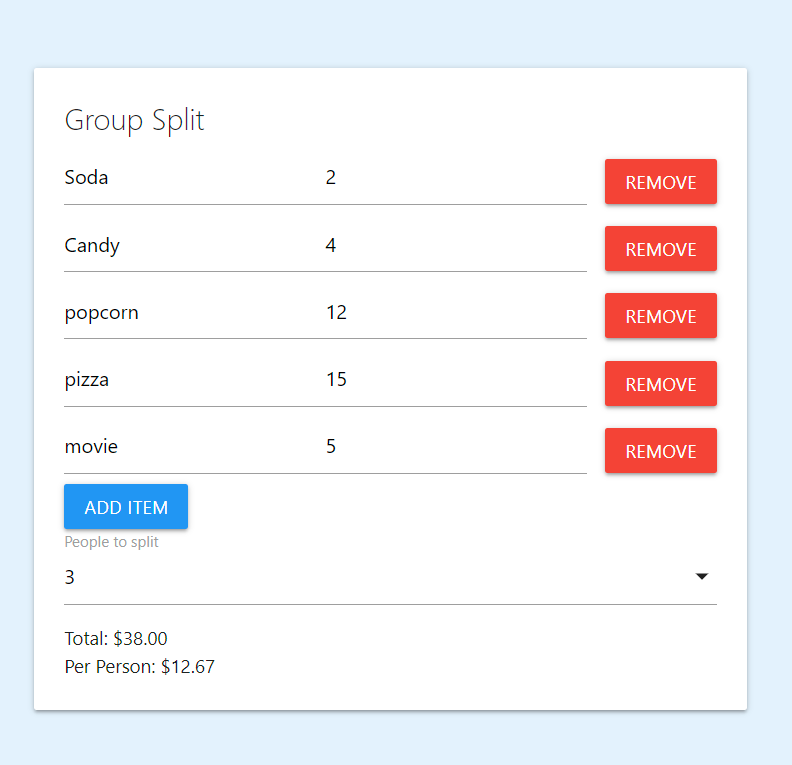 Group Split
Soda 2 REMOVE
Candy 4 REMOVE
popcorn 12 REMOVE
pizza 15 REMOVE
movie 5 REMOVE
ADD ITEM
People to split
3
Total: $38.00
Per Person: $12.67